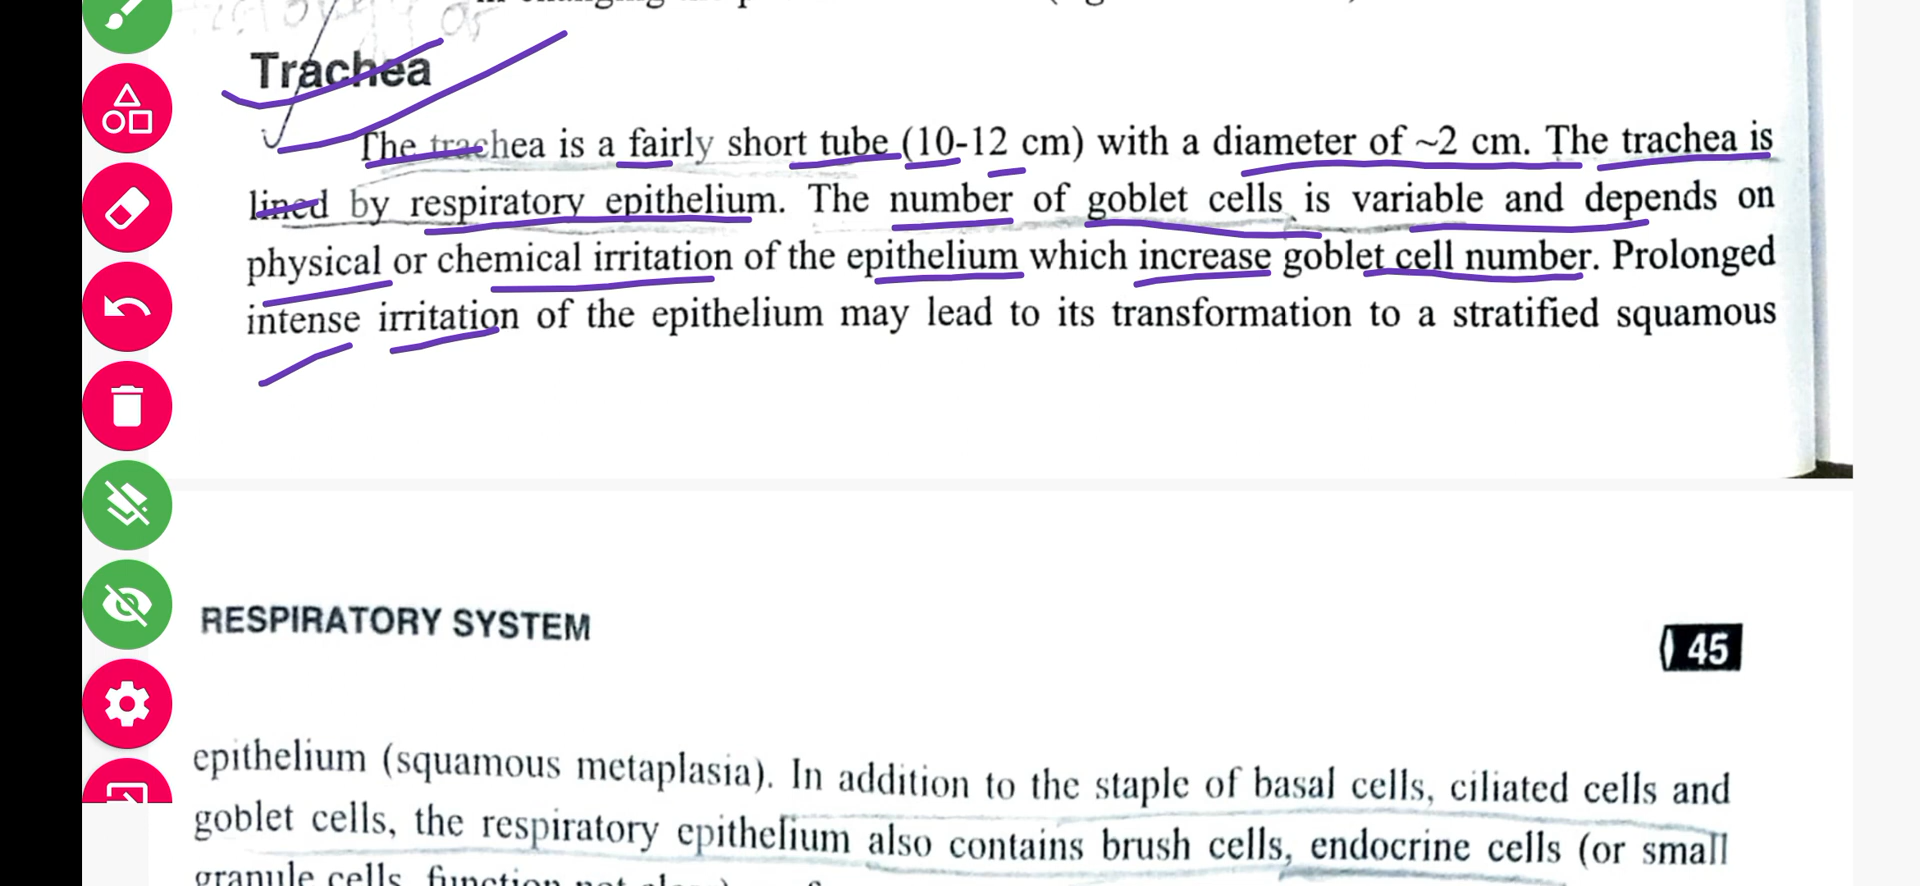 Trachea
The trachea is a fairly short tube (10-12 cm) with a diameter of ~2 cm. The trachea is
lined by respiratory epithelium. The number of goblet cells is variable and depends on
physical or chemical irritation of the epithelium which increase goblet cell number. Prolonged
intense irritation of the epithelium may lead to its transformation to a stratified squamous
RESPIRATORY SYSTEM
45
epithelium (squamous metaplasia). In addition to the staple of basal cells, ciliated cells and
goblet cells, the respiratory epithelium also contains brush cells, endocrine cells (or small
granule cells, function not